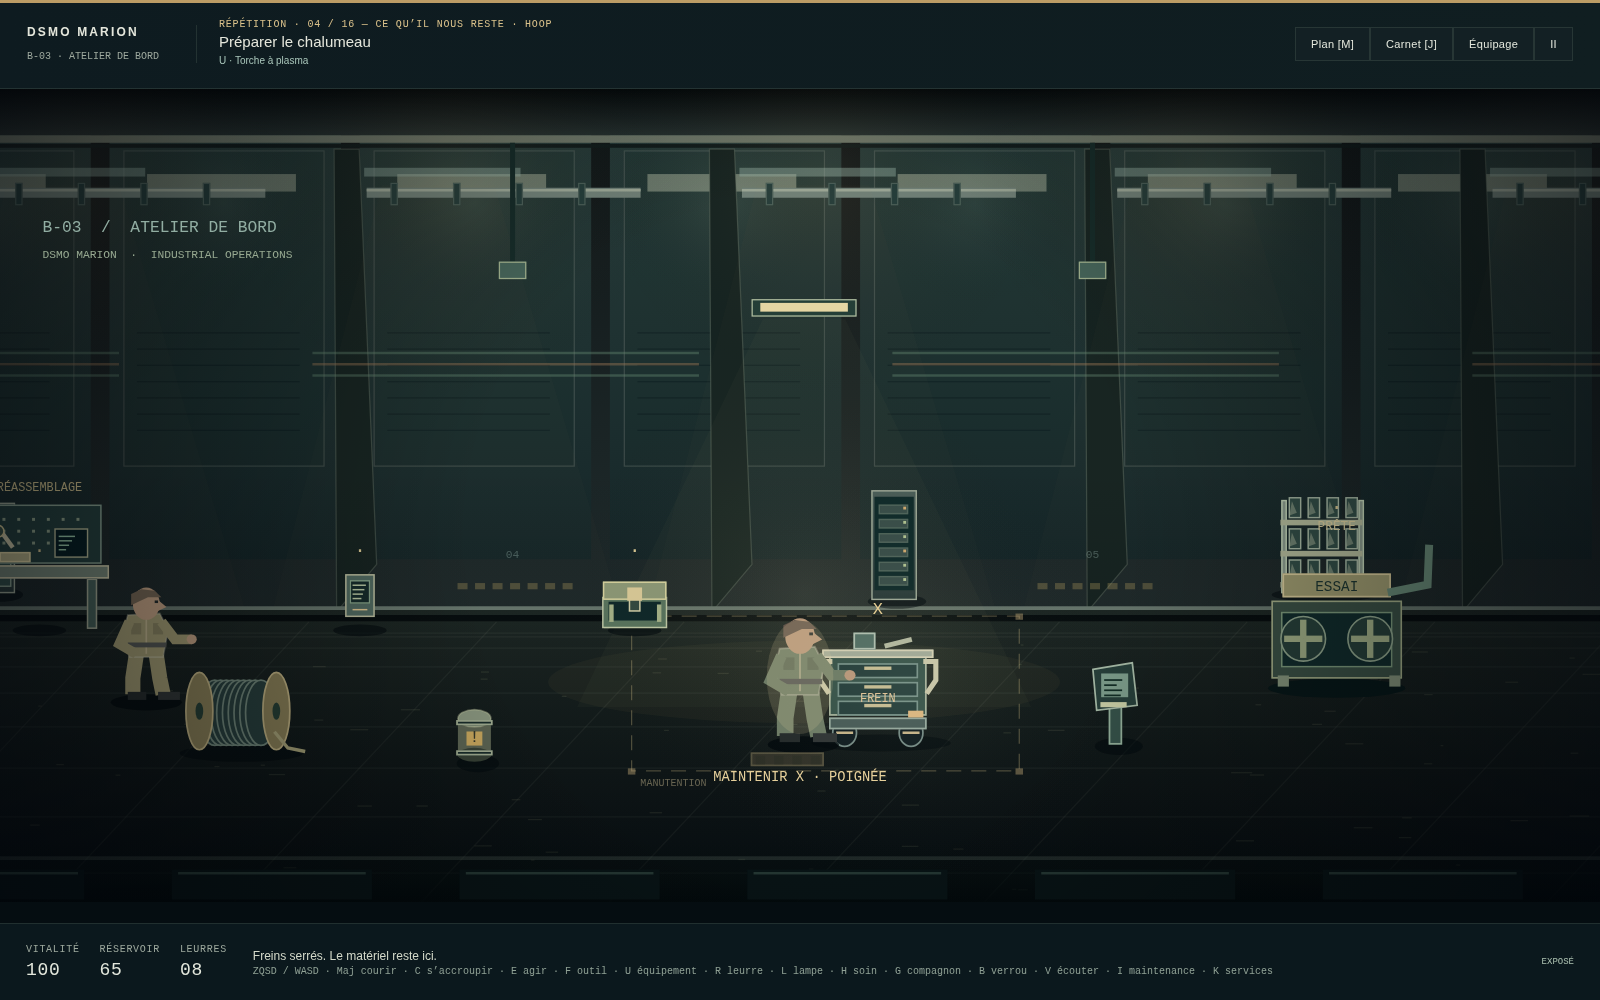 DSMO MARION
B-03 · ATELIER DE BORD
RÉPÉTITION · 04 / 16 — CE QU’IL NOUS RESTE · HOOP
Préparer le chalumeau
U · Torche à plasma
Plan [M]
Carnet [J]
Équipage
II
B-03 / ATELIER DE BORD
DSMO MARION · INDUSTRIAL OPERATIONS
RÉASSEMBLAGE
04
05
PRÊTE
ESSAI
X
FREIN
!
MAINTENIR X · POIGNÉE
MANUTENTION
VITALITÉ
100
RÉSERVOIR
65
LEURRES
08
Freins serrés. Le matériel reste ici.
ZQSD / WASD · Maj courir · C s’accroupir · E agir · F outil · U équipement · R leurre · L lampe · H soin · G compagnon · B verrou · V écouter · I maintenance · K services
EXPOSÉ